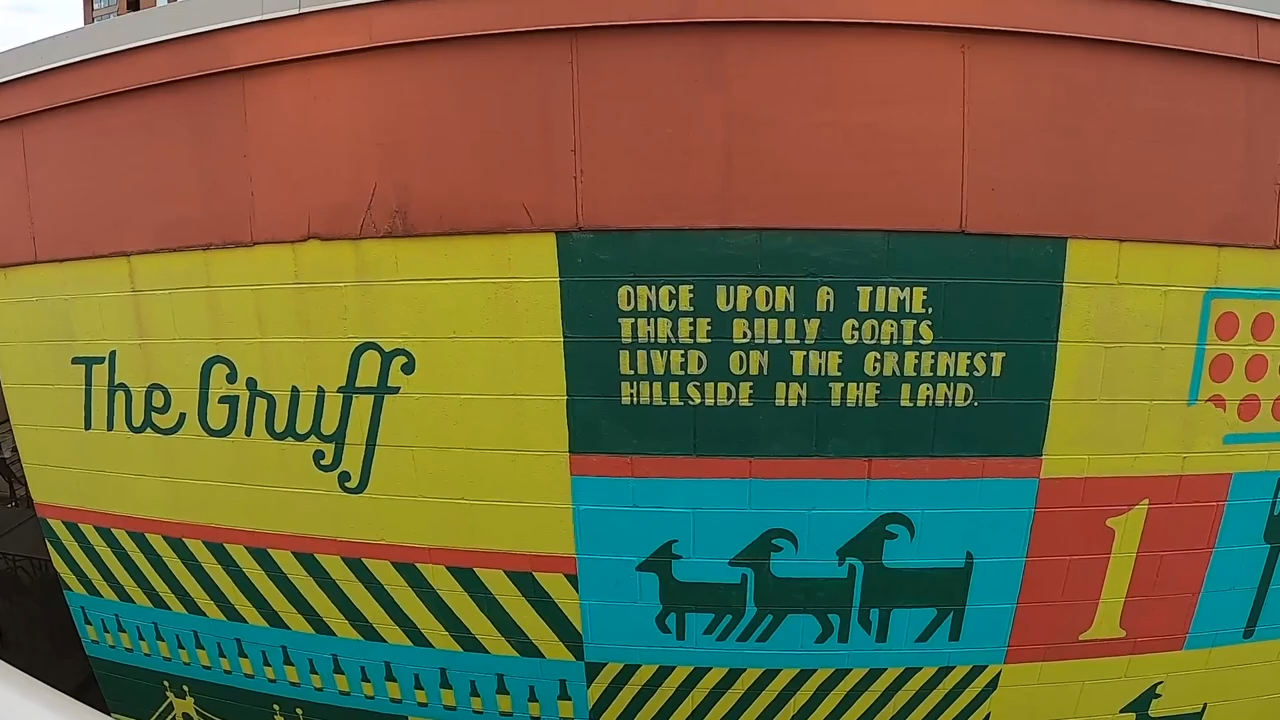 The Gruff
ONCE UPON A TIME,
THREE BILLY GOATS
LIVED ON THE GREENEST
HILLSIDE IN THE LAND.
1